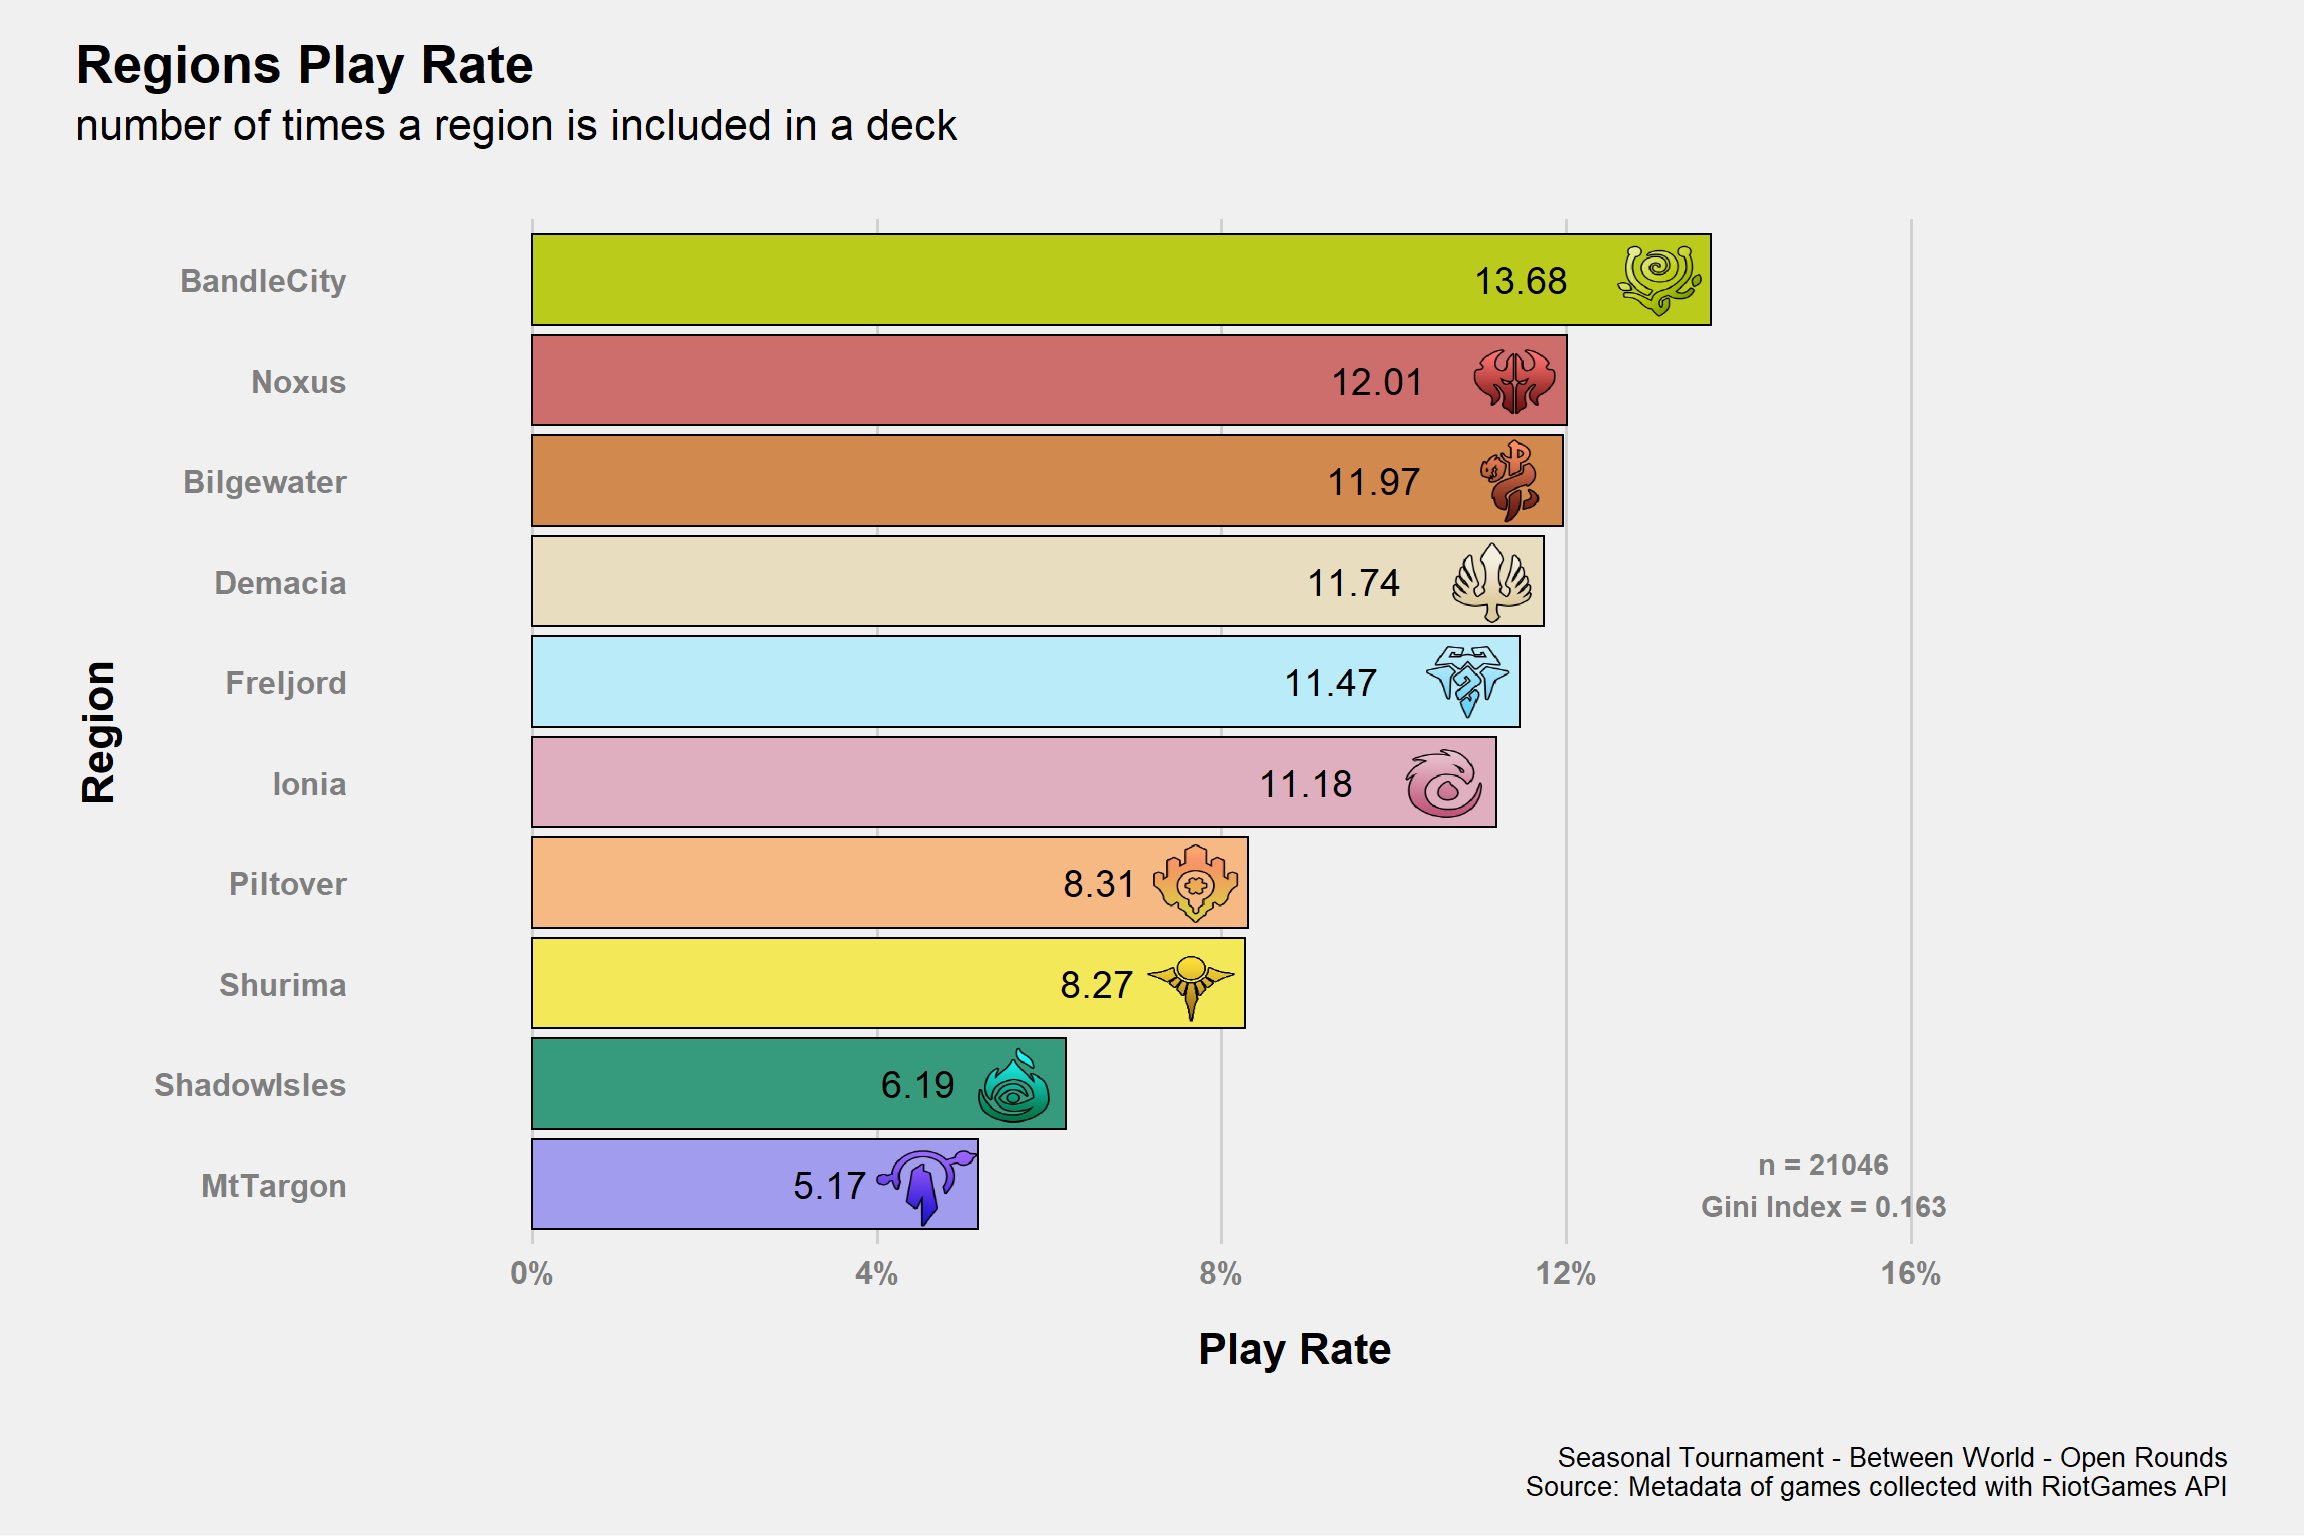 Regions Play Rate
number of times a region is included in a deck
Region
BandleCity 13.68
Noxus 12.01
Bilgewater 11.97
Demacia 11.74
Freljord 11.47
Ionia 11.18
Piltover 8.31
Shurima 8.27
ShadowIsles 6.19
MtTargon 5.17
n = 21046
Gini Index = 0.163
0% 4% 8% 12% 16%
Play Rate
Seasonal Tournament - Between World - Open Rounds
Source: Metadata of games collected with RiotGames API